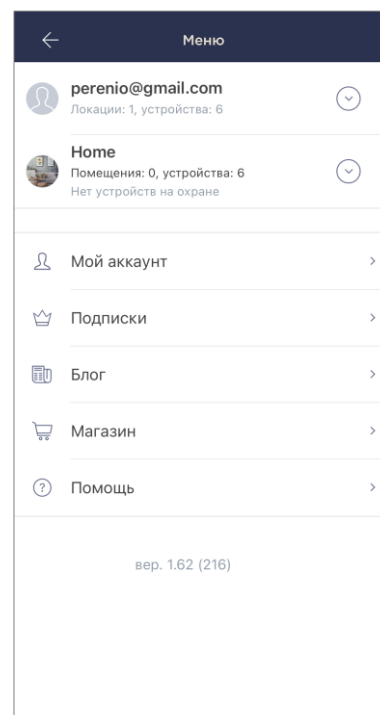 Меню
perenio@gmail.com
Локации: 1, устройства: 6
Home
Помещения: 0, устройства: 6
Нет устройств на охране
Мой аккаунт
Подписки
Блог
Магазин
Помощь
вер. 1.62 (216)